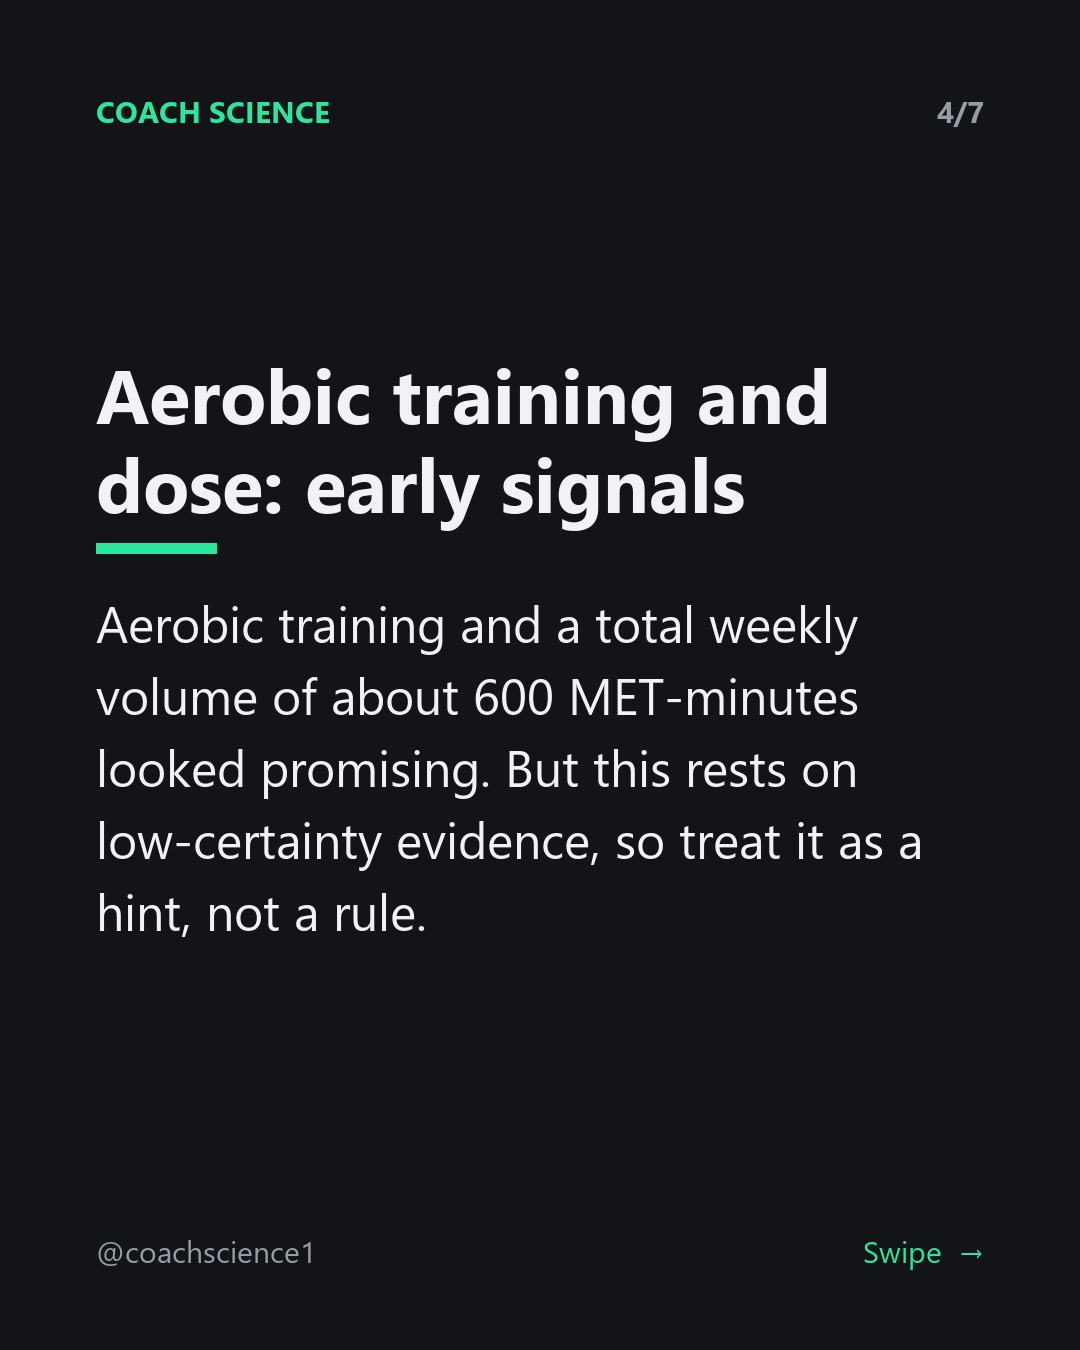 COACH SCIENCE
4/7
Aerobic training and
dose: early signals
Aerobic training and a total weekly
volume of about 600 MET-minutes
looked promising. But this rests on
low-certainty evidence, so treat it as a
hint, not a rule.
@coachscience1
Swipe →